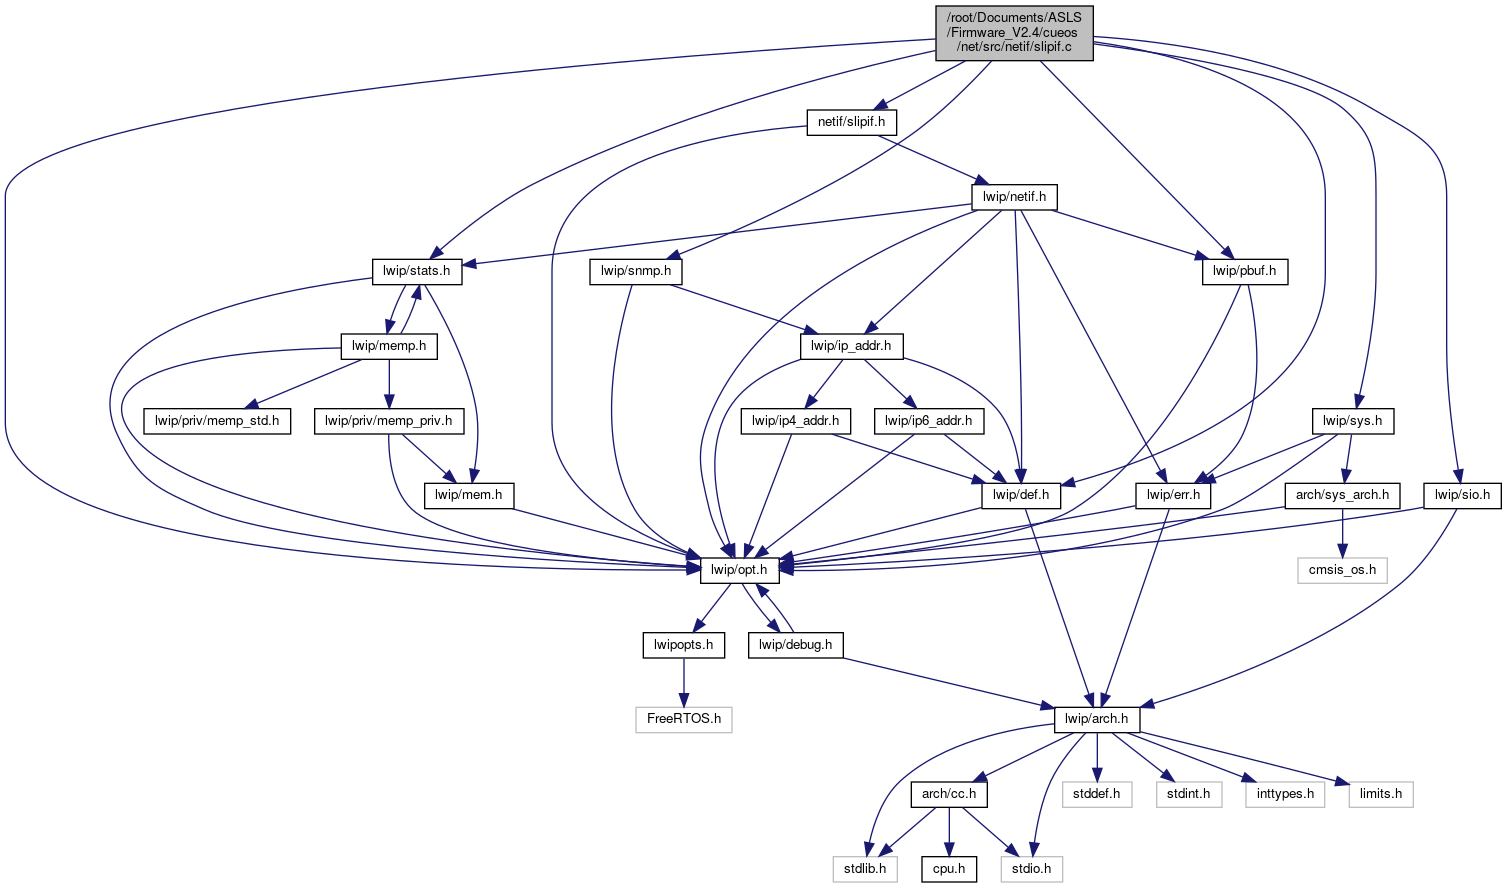 /root/Documents/ASLS
/Firmware_V2.4/cueos
/net/src/netif/slipif.c
netif/slipif.h
lwip/netif.h
lwip/stats.h
lwip/snmp.h
lwip/pbuf.h
lwip/memp.h
lwip/ip_addr.h
lwip/priv/memp_std.h
lwip/priv/memp_priv.h
lwip/ip4_addr.h
lwip/ip6_addr.h
lwip/sys.h
lwip/mem.h
lwip/def.h
lwip/err.h
arch/sys_arch.h
lwip/sio.h
lwip/opt.h
cmsis_os.h
lwipopts.h
lwip/debug.h
FreeRTOS.h
lwip/arch.h
arch/cc.h
stddef.h
stdint.h
inttypes.h
limits.h
stdlib.h
cpu.h
stdio.h